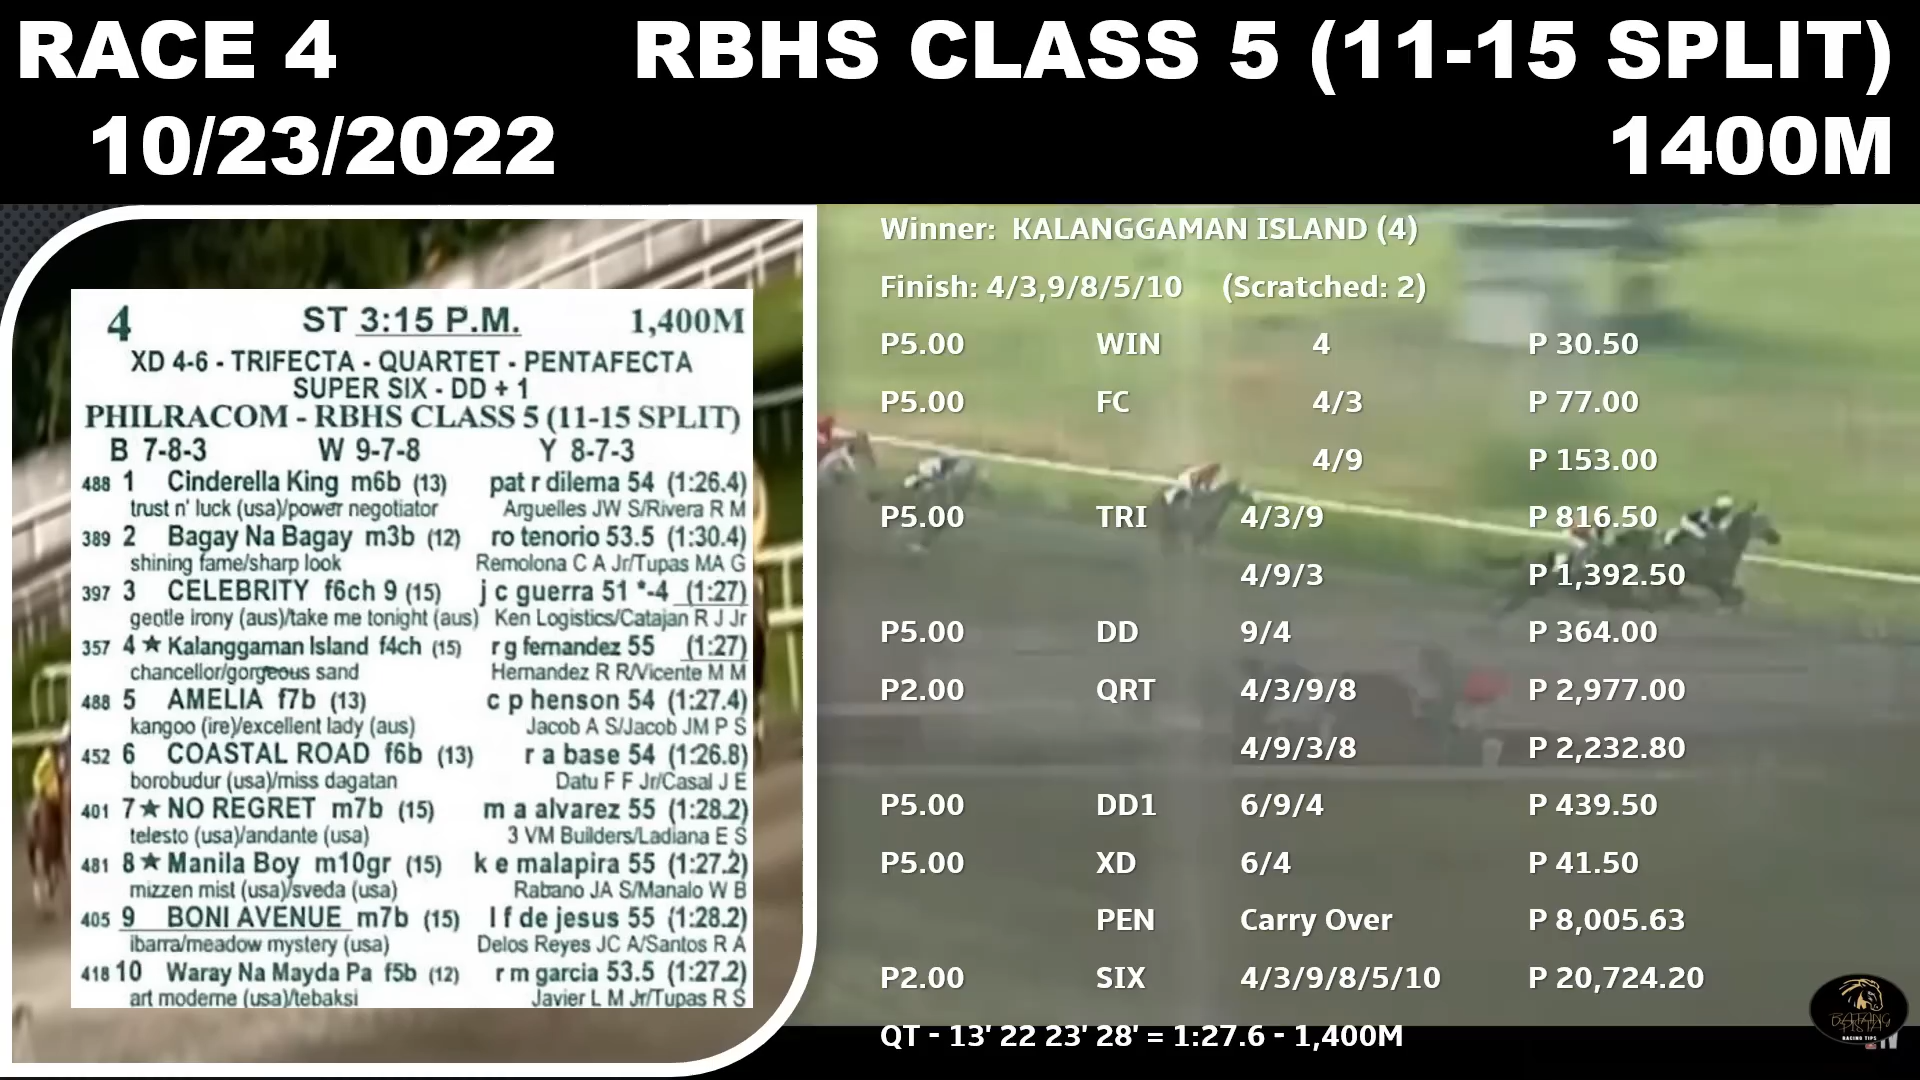 RACE 4 RBHS CLASS 5 (11-15 SPLIT)
10/23/2022 1400M
4 ST 3:15 P.M. 1,400M
XD 4-6 - TRIFECTA - QUARTET - PENTAFECTA
SUPER SIX - DD + 1
PHILRACOM - RBHS CLASS 5 (11-15 SPLIT)
B 7-8-3 W 9-7-8 Y 8-7-3
488 1 Cinderella King m6b (13) pat r dilema 54 (1:26.4)
trust n' luck (usa)/power negotiator Arguelles JW S/Rivera R M
389 2 Bagay Na Bagay m3b (12) ro tenorio 53.5 (1:30.4)
shining fame/sharp look Remolona C A Jr/Tupas MA G
397 3 CELEBRITY f6ch 9 (15) j c guerra 51 *-4 (1:27)
gentle irony (aus)/take me tonight (aus) Ken Logistics/Catajan R J Jr
357 4 ★ Kalanggaman Island f4ch (15) r g fernandez 55 (1:27)
chancellor/gorgeous sand Hernandez R R/Vicente M M
488 5 AMELIA f7b (13) c p henson 54 (1:27.4)
kangoo (ire)/excellent lady (aus) Jacob A S/Jacob JM P S
452 6 COASTAL ROAD f6b (13) r a base 54 (1:26.8)
borobudur (usa)/miss dagatan Datu F F Jr/Casal J E
401 7 ★ NO REGRET m7b (15) m a alvarez 55 (1:28.2)
telesto (usa)/andante (usa) 3 VM Builders/Ladiana E S
481 8 ★ Manila Boy m10gr (15) k e malapira 55 (1:27.2)
mizzen mist (usa)/sveda (usa) Rabano JA S/Manalo W B
405 9 BONI AVENUE m7b (15) l f de jesus 55 (1:28.2)
ibarra/meadow mystery (usa) Delos Reyes JC A/Santos R A
418 10 Waray Na Mayda Pa f5b (12) r m garcia 53.5 (1:27.2)
art moderne (usa)/tebaksi Javier L M Jr/Tupas R S
Winner: KALANGGAMAN ISLAND (4)
Finish: 4/3,9/8/5/10 (Scratched: 2)
P5.00 WIN 4 P 30.50
P5.00 FC 4/3 P 77.00
4/9 P 153.00
P5.00 TRI 4/3/9 P 816.50
4/9/3 P 1,392.50
P5.00 DD 9/4 P 364.00
P2.00 QRT 4/3/9/8 P 2,977.00
4/9/3/8 P 2,232.80
P5.00 DD1 6/9/4 P 439.50
P5.00 XD 6/4 P 41.50
PEN Carry Over P 8,005.63
P2.00 SIX 4/3/9/8/5/10 P 20,724.20
QT - 13' 22 23' 28' = 1:27.6 - 1,400M
BATANG
PISTA
RACING TIPS